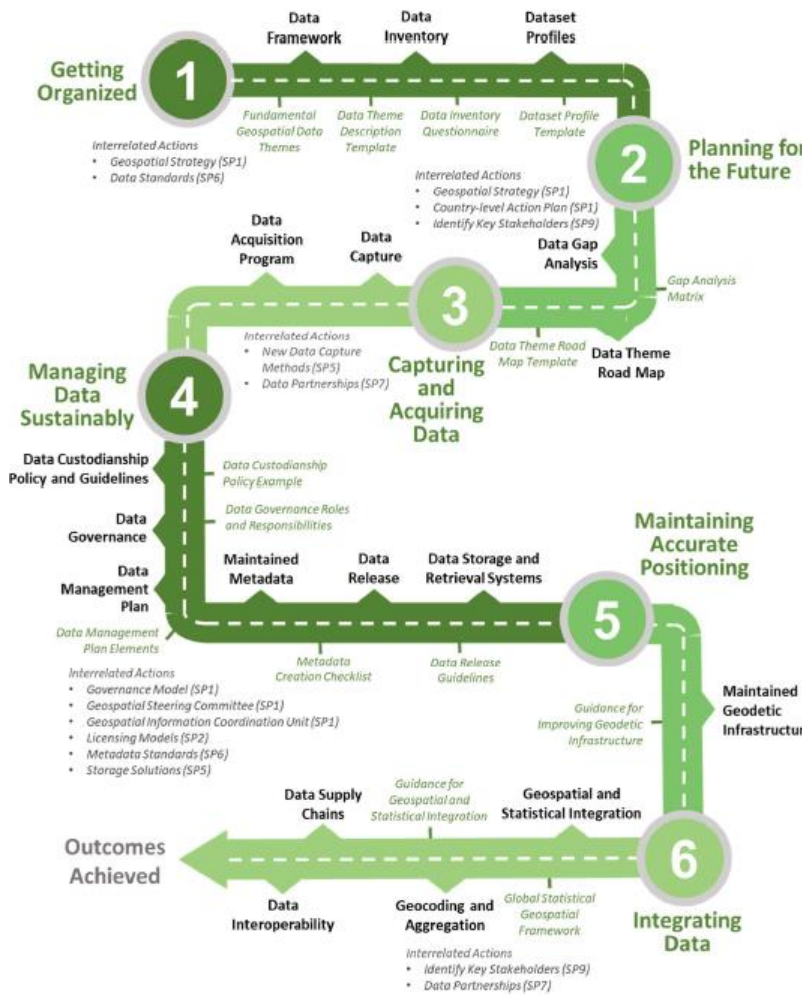 1
Getting
Organized
Data
Framework
Data
Inventory
Dataset
Profiles
Fundamental
Geospatial Data
Themes
Data Theme
Description
Template
Data Inventory
Questionnaire
Dataset Profile
Template
Interrelated Actions
• Geospatial Strategy (SP1)
• Data Standards (SP6)
2
Planning for
the Future
Interrelated Actions
• Geospatial Strategy (SP1)
• Country-level Action Plan (SP1)
• Identify Key Stakeholders (SP9)
Data Gap
Analysis
Gap Analysis
Matrix
Data Theme Road
Map Template
Data Theme
Road Map
3
Capturing
and
Acquiring
Data
Data
Acquisition
Program
Data
Capture
Interrelated Actions
• New Data Capture
Methods (SP5)
• Data Partnerships (SP7)
4
Managing
Data
Sustainably
Data Custodianship
Policy and Guidelines
Data Custodianship
Policy Example
Data
Governance
Data Governance Roles
and Responsibilities
Data
Management
Plan
Data Management
Plan Elements
Maintained
Metadata
Data
Release
Data Storage and
Retrieval Systems
Metadata
Creation Checklist
Data Release
Guidelines
Interrelated Actions
• Governance Model (SP1)
• Geospatial Steering Committee (SP1)
• Geospatial Information Coordination Unit (SP1)
• Licensing Models (SP2)
• Metadata Standards (SP6)
• Storage Solutions (SP5)
5
Maintaining
Accurate
Positioning
Guidance for
Improving Geodetic
Infrastructure
Maintained
Geodetic
Infrastructur
6
Integrating
Data
Geospatial and
Statistical Integration
Guidance for
Geospatial and
Statistical Integration
Data Supply
Chains
Global Statistical
Geospatial
Framework
Geocoding and
Aggregation
Data
Interoperability
Interrelated Actions
• Identify Key Stakeholders (SP9)
• Data Partnerships (SP7)
Outcomes
Achieved